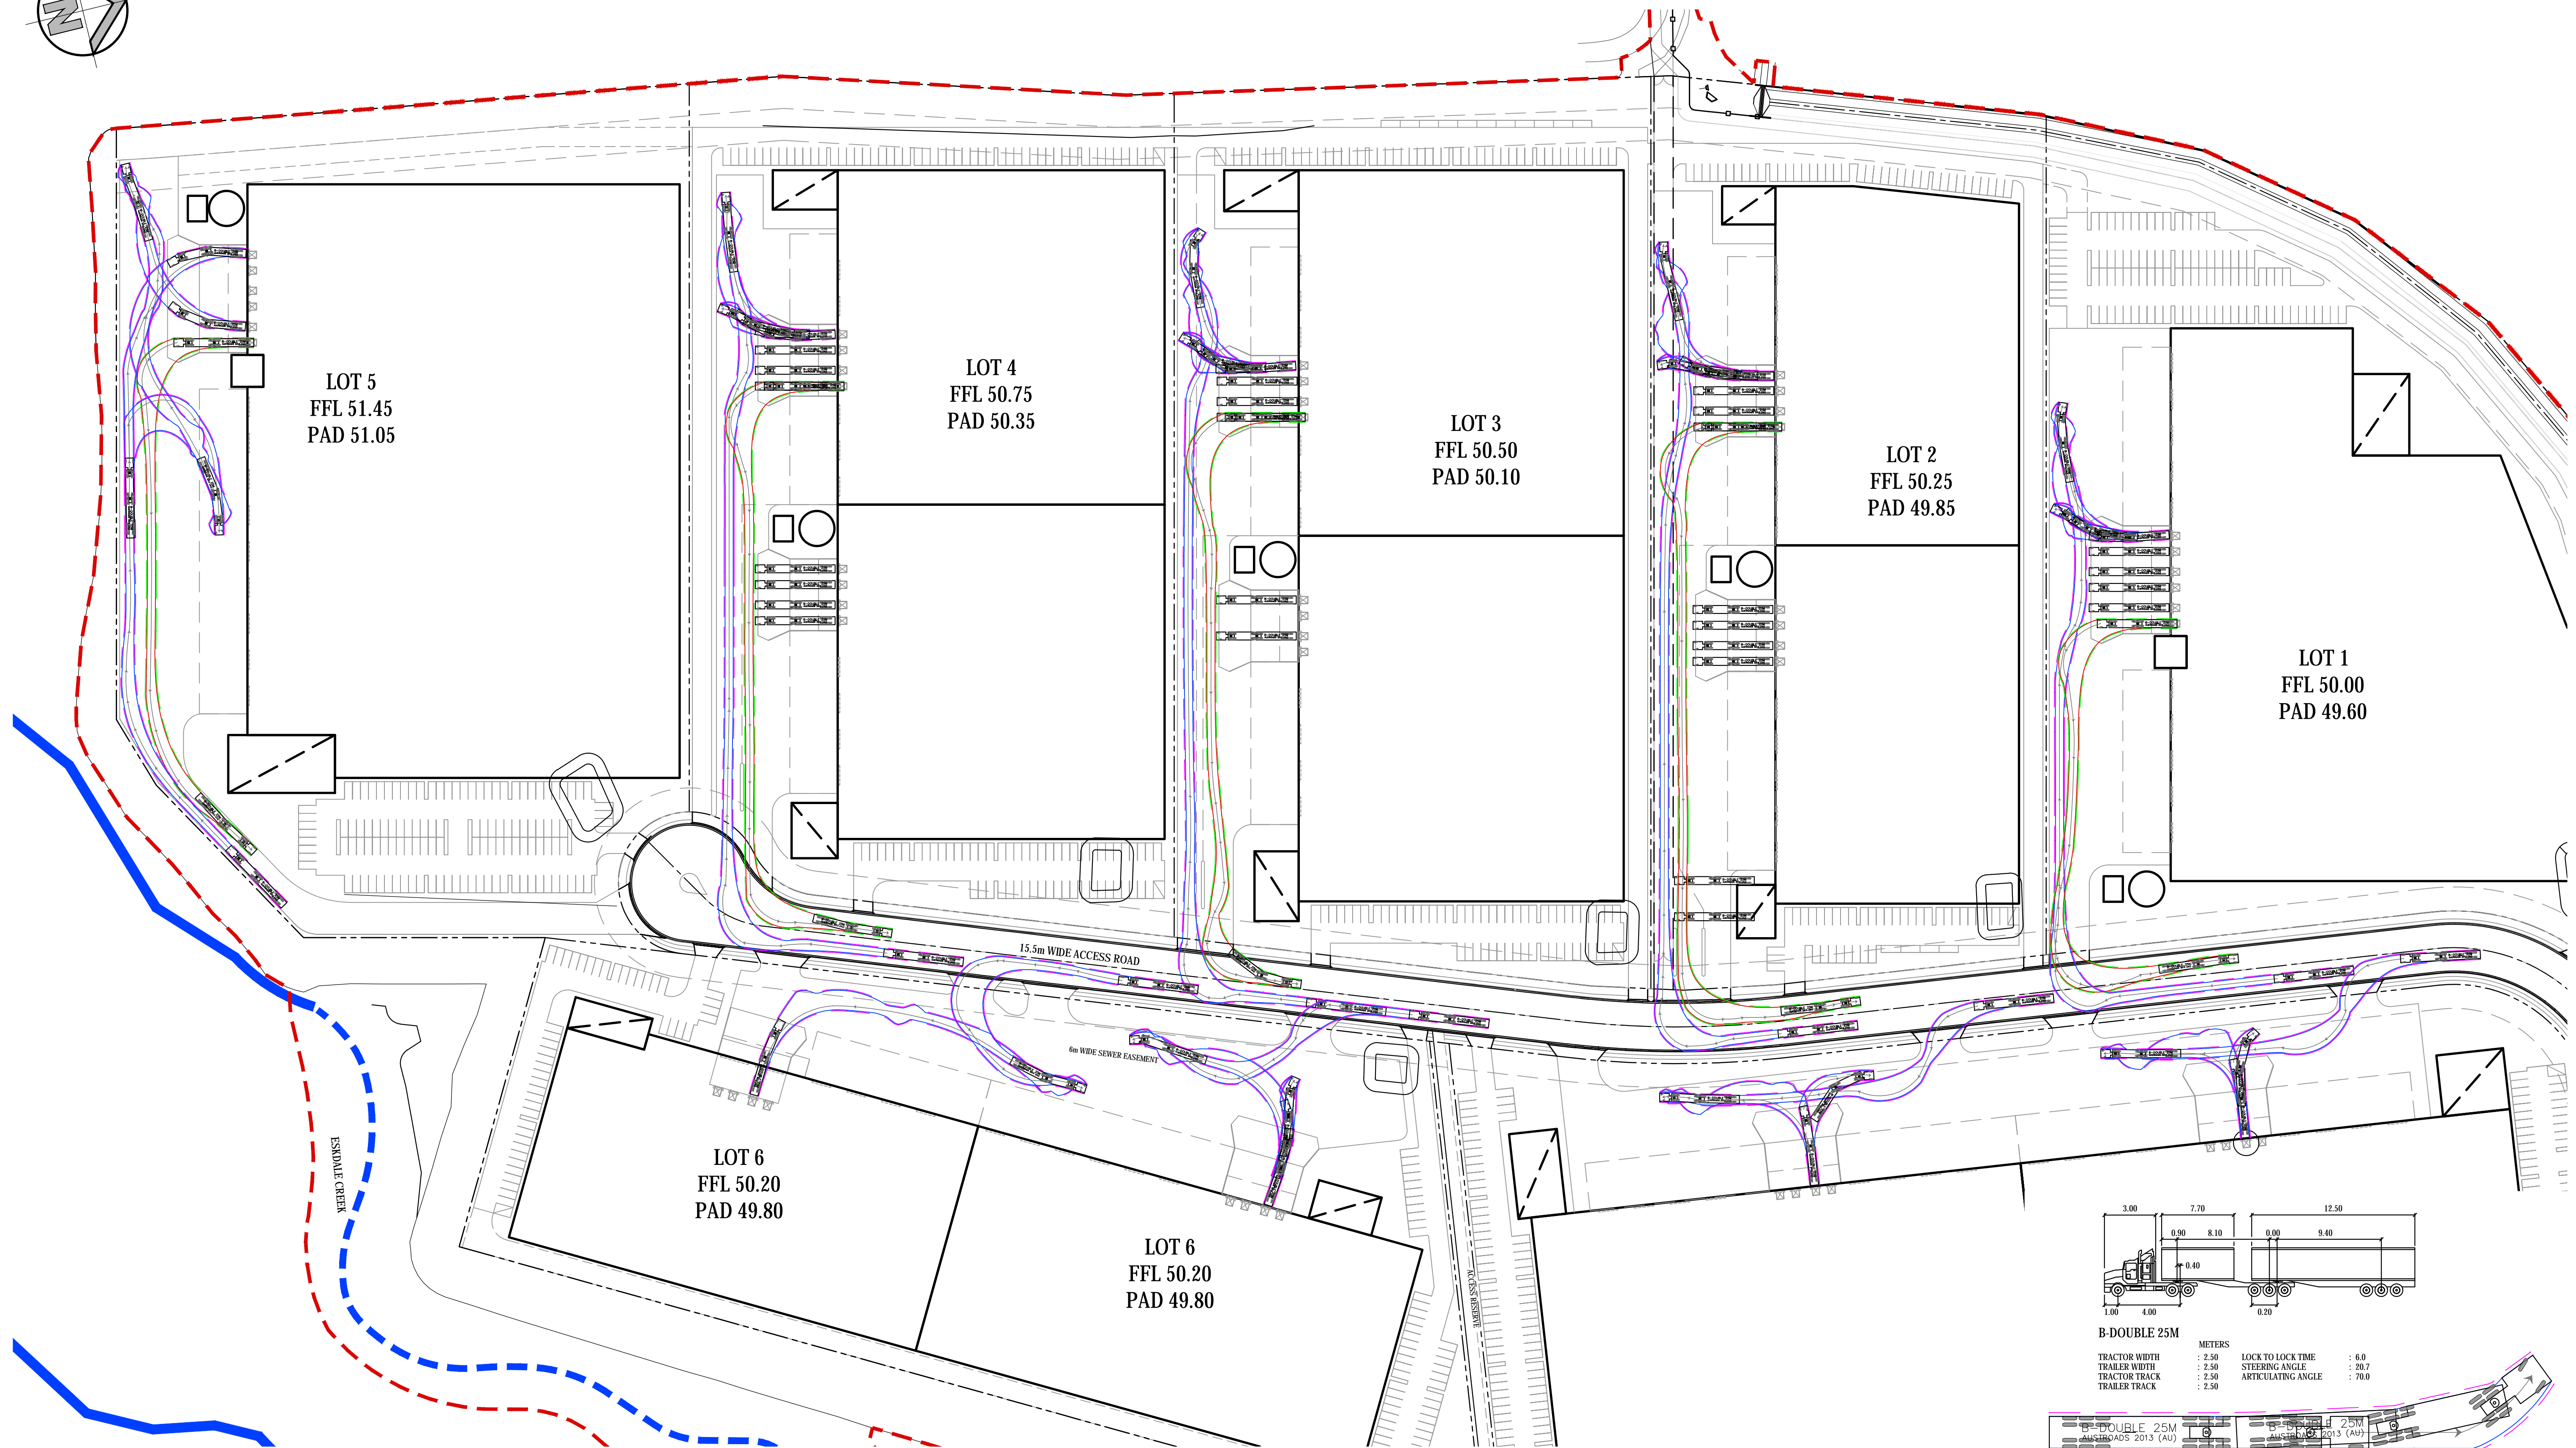 N
LOT 5
FFL 51.45
PAD 51.05
LOT 4
FFL 50.75
PAD 50.35
LOT 3
FFL 50.50
PAD 50.10
LOT 2
FFL 50.25
PAD 49.85
LOT 1
FFL 50.00
PAD 49.60
15.5m WIDE ACCESS ROAD
6m WIDE SEWER EASEMENT
ESKDALE CREEK
LOT 6
FFL 50.20
PAD 49.80
LOT 6
FFL 50.20
PAD 49.80
ACCESS RESERVE
3.00 7.70 12.50
0.90 8.10 0.00 9.40
0.40
1.00 4.00 0.20
B-DOUBLE 25M
METERS
TRACTOR WIDTH : 2.50 LOCK TO LOCK TIME : 6.0
TRAILER WIDTH : 2.50 STEERING ANGLE : 20.7
TRACTOR TRACK : 2.50 ARTICULATING ANGLE : 70.0
TRAILER TRACK : 2.50
B-DOUBLE 25M
AUSTROADS 2013 (AU)
B-DOUBLE 25M
AUSTROADS 2013 (AU)